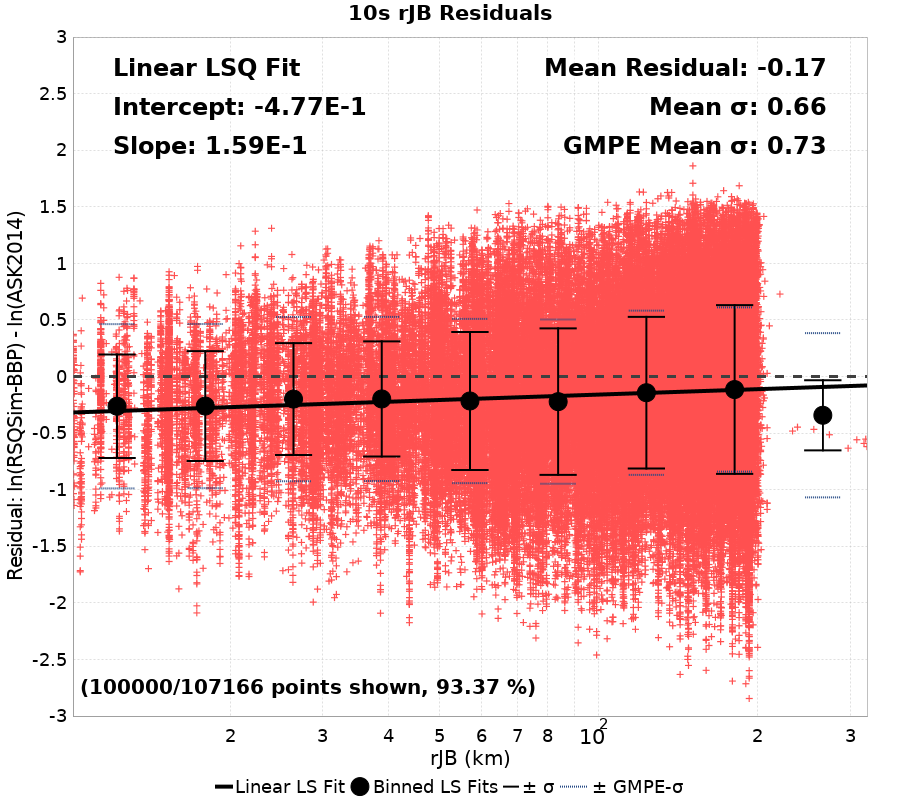 10s rJB Residuals
Linear LSQ Fit
Intercept: -4.77E-1
Slope: 1.59E-1
Mean Residual: -0.17
Mean σ: 0.66
GMPE Mean σ: 0.73
Residual: ln(RSQSim-BBP) - ln(ASK2014)
3
2.5
2
1.5
1
0.5
0
-0.5
-1
-1.5
-2
-2.5
-3
(100000/107166 points shown, 93.37 %)
2 3 4 5 6 7 8 10² 2 3
rJB (km)
Linear LS Fit Binned LS Fits ± σ ± GMPE-σ